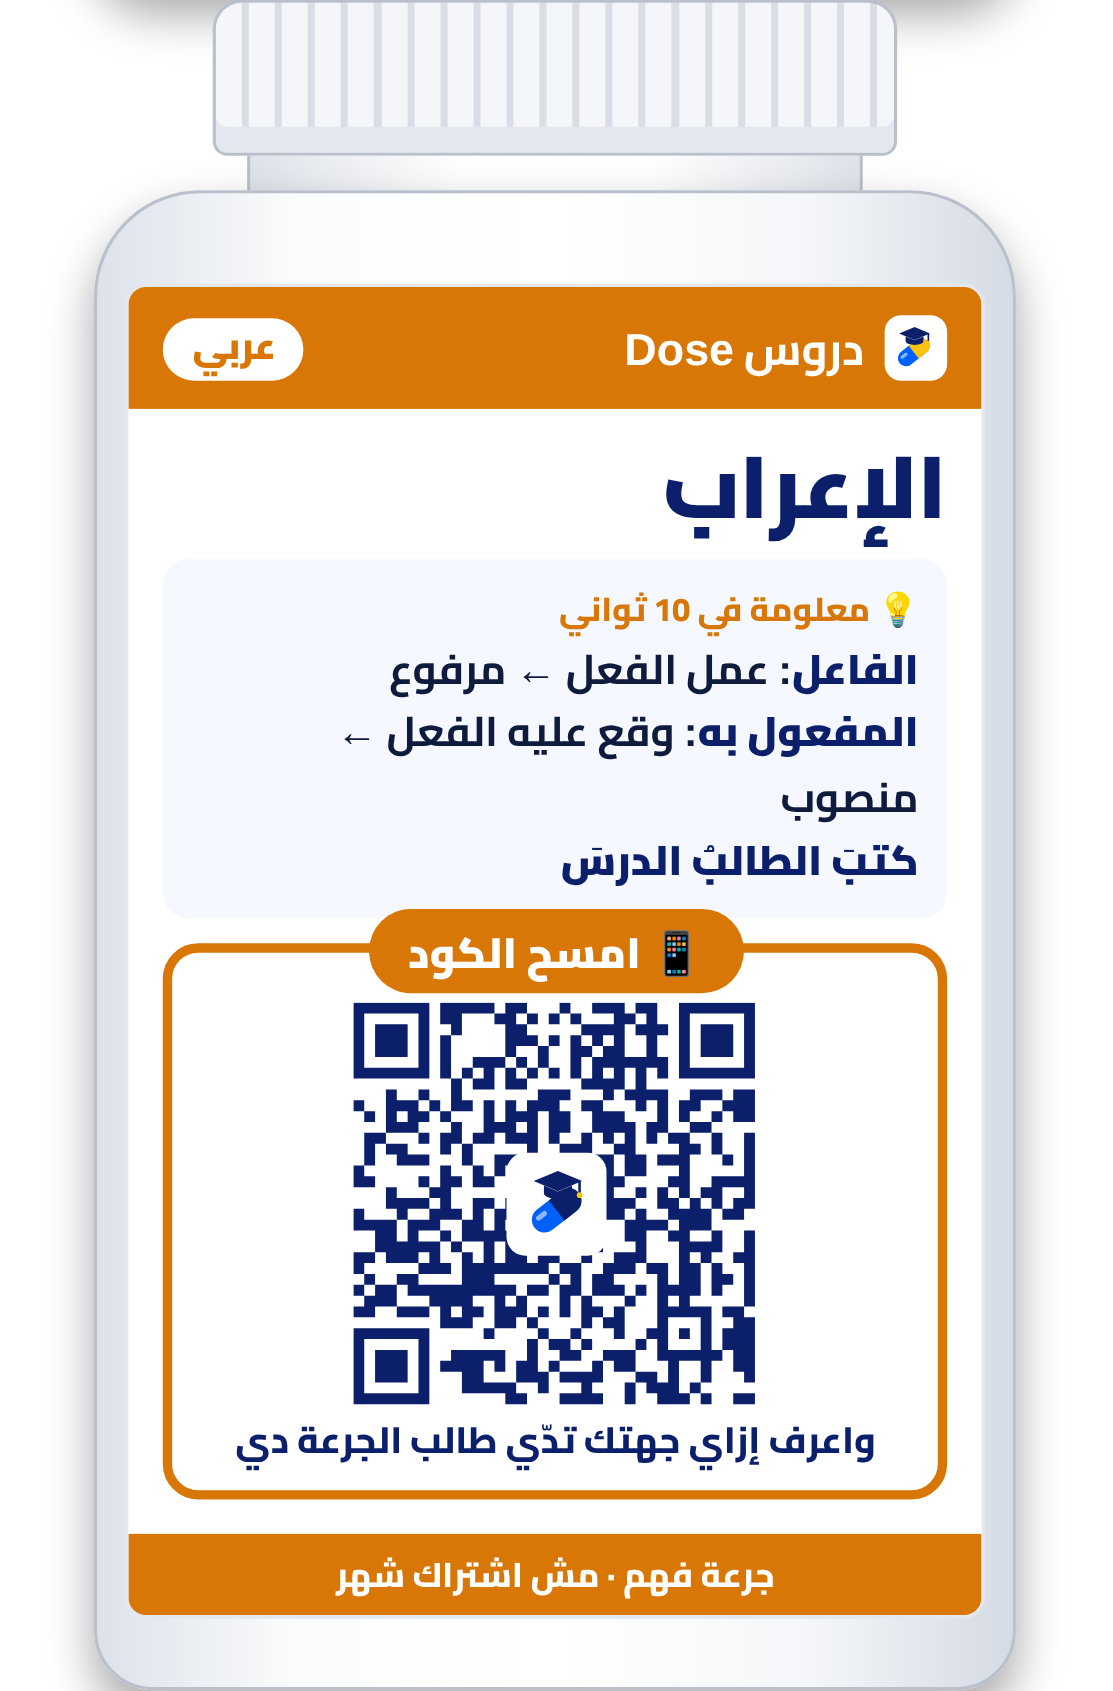 دروس Dose
عربي
الإعراب
💡 معلومة في 10 ثواني
الفاعل: عمل الفعل ← مرفوع
المفعول به: وقع عليه الفعل ←
منصوب
كتبَ الطالبُ الدرسَ
📱 امسح الكود
واعرف إزاي جهتك تدّي طالب الجرعة دي
جرعة فهم · مش اشتراك شهر